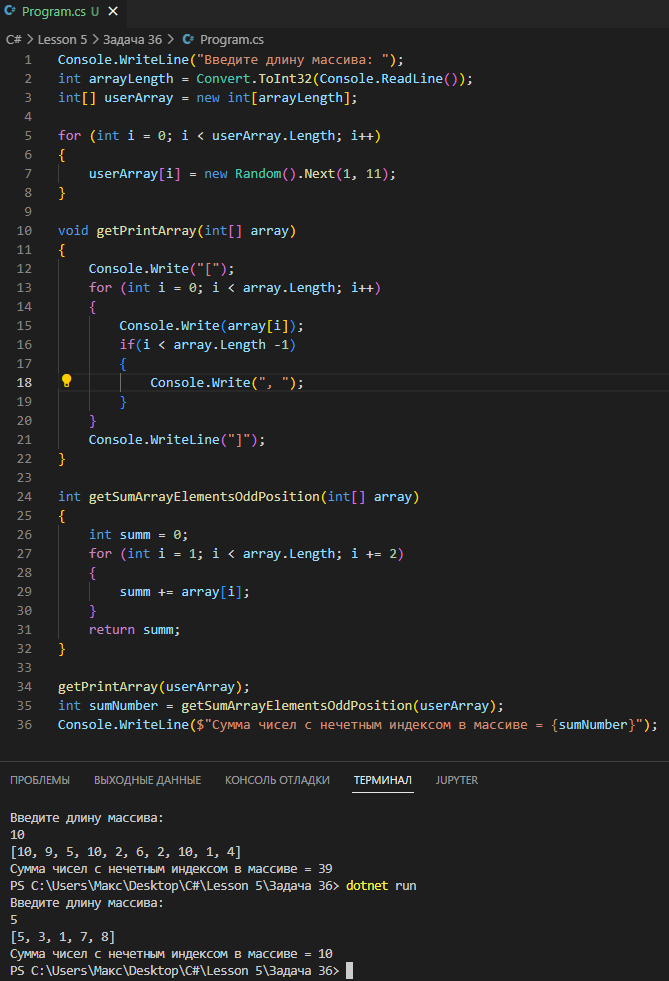 Program.cs U
C# > Lesson 5 > Задача 36 > Program.cs
1 Console.WriteLine("Введите длину массива: ");
2 int arrayLength = Convert.ToInt32(Console.ReadLine());
3 int[] userArray = new int[arrayLength];
4
5 for (int i = 0; i < userArray.Length; i++)
6 {
7 userArray[i] = new Random().Next(1, 11);
8 }
9
10 void getPrintArray(int[] array)
11 {
12 Console.Write("[");
13 for (int i = 0; i < array.Length; i++)
14 {
15 Console.Write(array[i]);
16 if(i < array.Length -1)
17 {
18 Console.Write(", ");
19 }
20 }
21 Console.WriteLine("]");
22 }
23
24 int getSumArrayElementsOddPosition(int[] array)
25 {
26 int summ = 0;
27 for (int i = 1; i < array.Length; i += 2)
28 {
29 summ += array[i];
30 }
31 return summ;
32 }
33
34 getPrintArray(userArray);
35 int sumNumber = getSumArrayElementsOddPosition(userArray);
36 Console.WriteLine($"Сумма чисел с нечетным индексом в массиве = {sumNumber}");
ПРОБЛЕМЫ ВЫХОДНЫЕ ДАННЫЕ КОНСОЛЬ ОТЛАДКИ ТЕРМИНАЛ JUPYTER
Введите длину массива:
10
[10, 9, 5, 10, 2, 6, 2, 10, 1, 4]
Сумма чисел с нечетным индексом в массиве = 39
PS C:\Users\Макс\Desktop\C#\Lesson 5\Задача 36> dotnet run
Введите длину массива:
5
[5, 3, 1, 7, 8]
Сумма чисел с нечетным индексом в массиве = 10
PS C:\Users\Макс\Desktop\C#\Lesson 5\Задача 36>